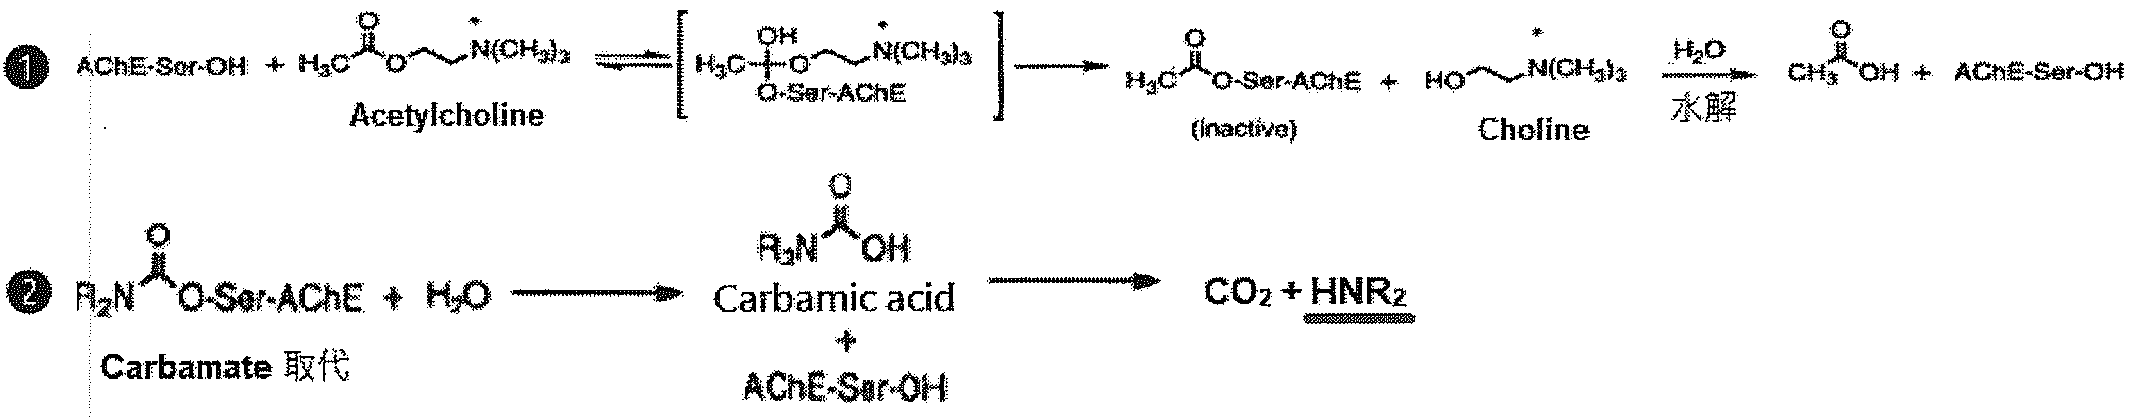 ❶ AChE-Ser-OH + H₃C O O N(CH₃)₃ + OH H₃C O O-Ser-AChE N(CH₃)₃ + H₃C O O-Ser-AChE + HO N(CH₃)₃ + H₂O 水解 CH₃ O OH + AChE-Ser-OH
Acetylcholine (inactive) Choline
❷ R₂N O O-Ser-AChE + H₂O R₂N O OH CO₂ + HNR₂
Carbamic acid
+
Carbamate 取代
AChE-Ser-OH